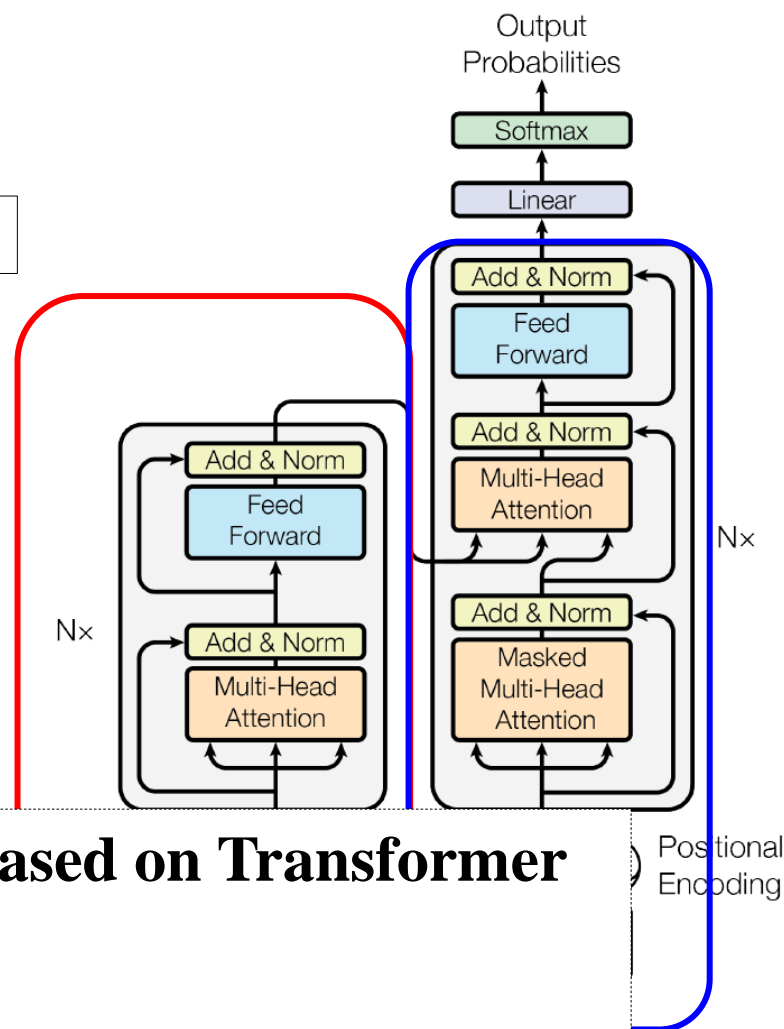 Output
Probabilities
Softmax
Linear
Add & Norm
Feed
Forward
Add & Norm
Multi-Head
Attention
Nx
Add & Norm
Masked
Multi-Head
Attention
Add & Norm
Feed
Forward
Nx
Add & Norm
Multi-Head
Attention
ased on Transformer
Positional
Encoding